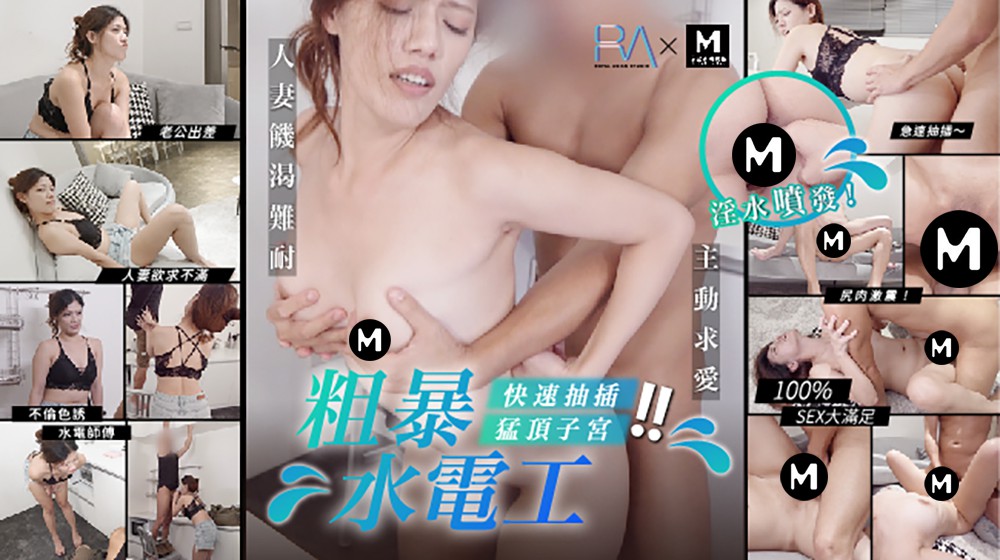 老公出差
人妻欲求不滿
不倫色誘
水電師傅
人妻饑渴難耐
RA × M
主動求愛
粗暴
水電工
快速抽插
猛頂子宮
!!
急速抽插~
M
淫水噴發!
M
M
尻肉激震!
M
100%
SEX大滿足
M
M
M